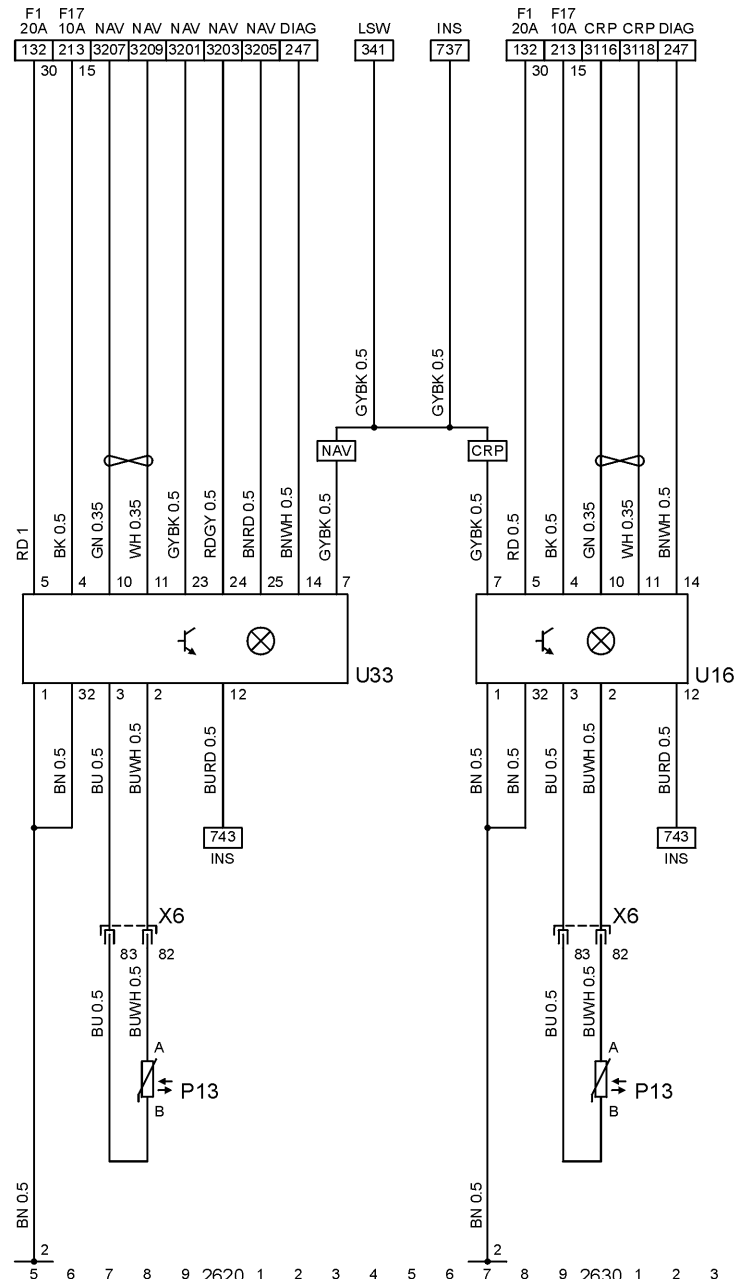 F1 F17 F1 F17
20A 10A NAV NAV NAV NAV NAV DIAG LSW INS 20A 10A CRP CRP DIAG
132 213 3207 3209 3201 3203 3205 247 341 737 132 213 3116 3118 247
30 15 30 15
GYBK 0.5 GYBK 0.5
NAV CRP
RD 1 BK 0.5 GN 0.35 WH 0.35 GYBK 0.5 RDGY 0.5 BNRD 0.5 BNWH 0.5 GYBK 0.5 GYBK 0.5 RD 0.5 BK 0.5 GN 0.35 WH 0.35 BNWH 0.5
5 4 10 11 23 24 25 14 7 7 5 4 10 11 14
U33 U16
1 32 3 2 12 1 32 3 2 12
BN 0.5 BU 0.5 BUWH 0.5 BURD 0.5 BN 0.5 BN 0.5 BU 0.5 BUWH 0.5 BURD 0.5
743 743
INS INS
X6 X6
83 82 83 82
BU 0.5 BUWH 0.5 BU 0.5 BUWH 0.5
A A
P13 P13
B B
BN 0.5 BN 0.5
2 2
5 6 7 8 9 2620 1 2 3 4 5 6 7 8 9 2630 1 2 3